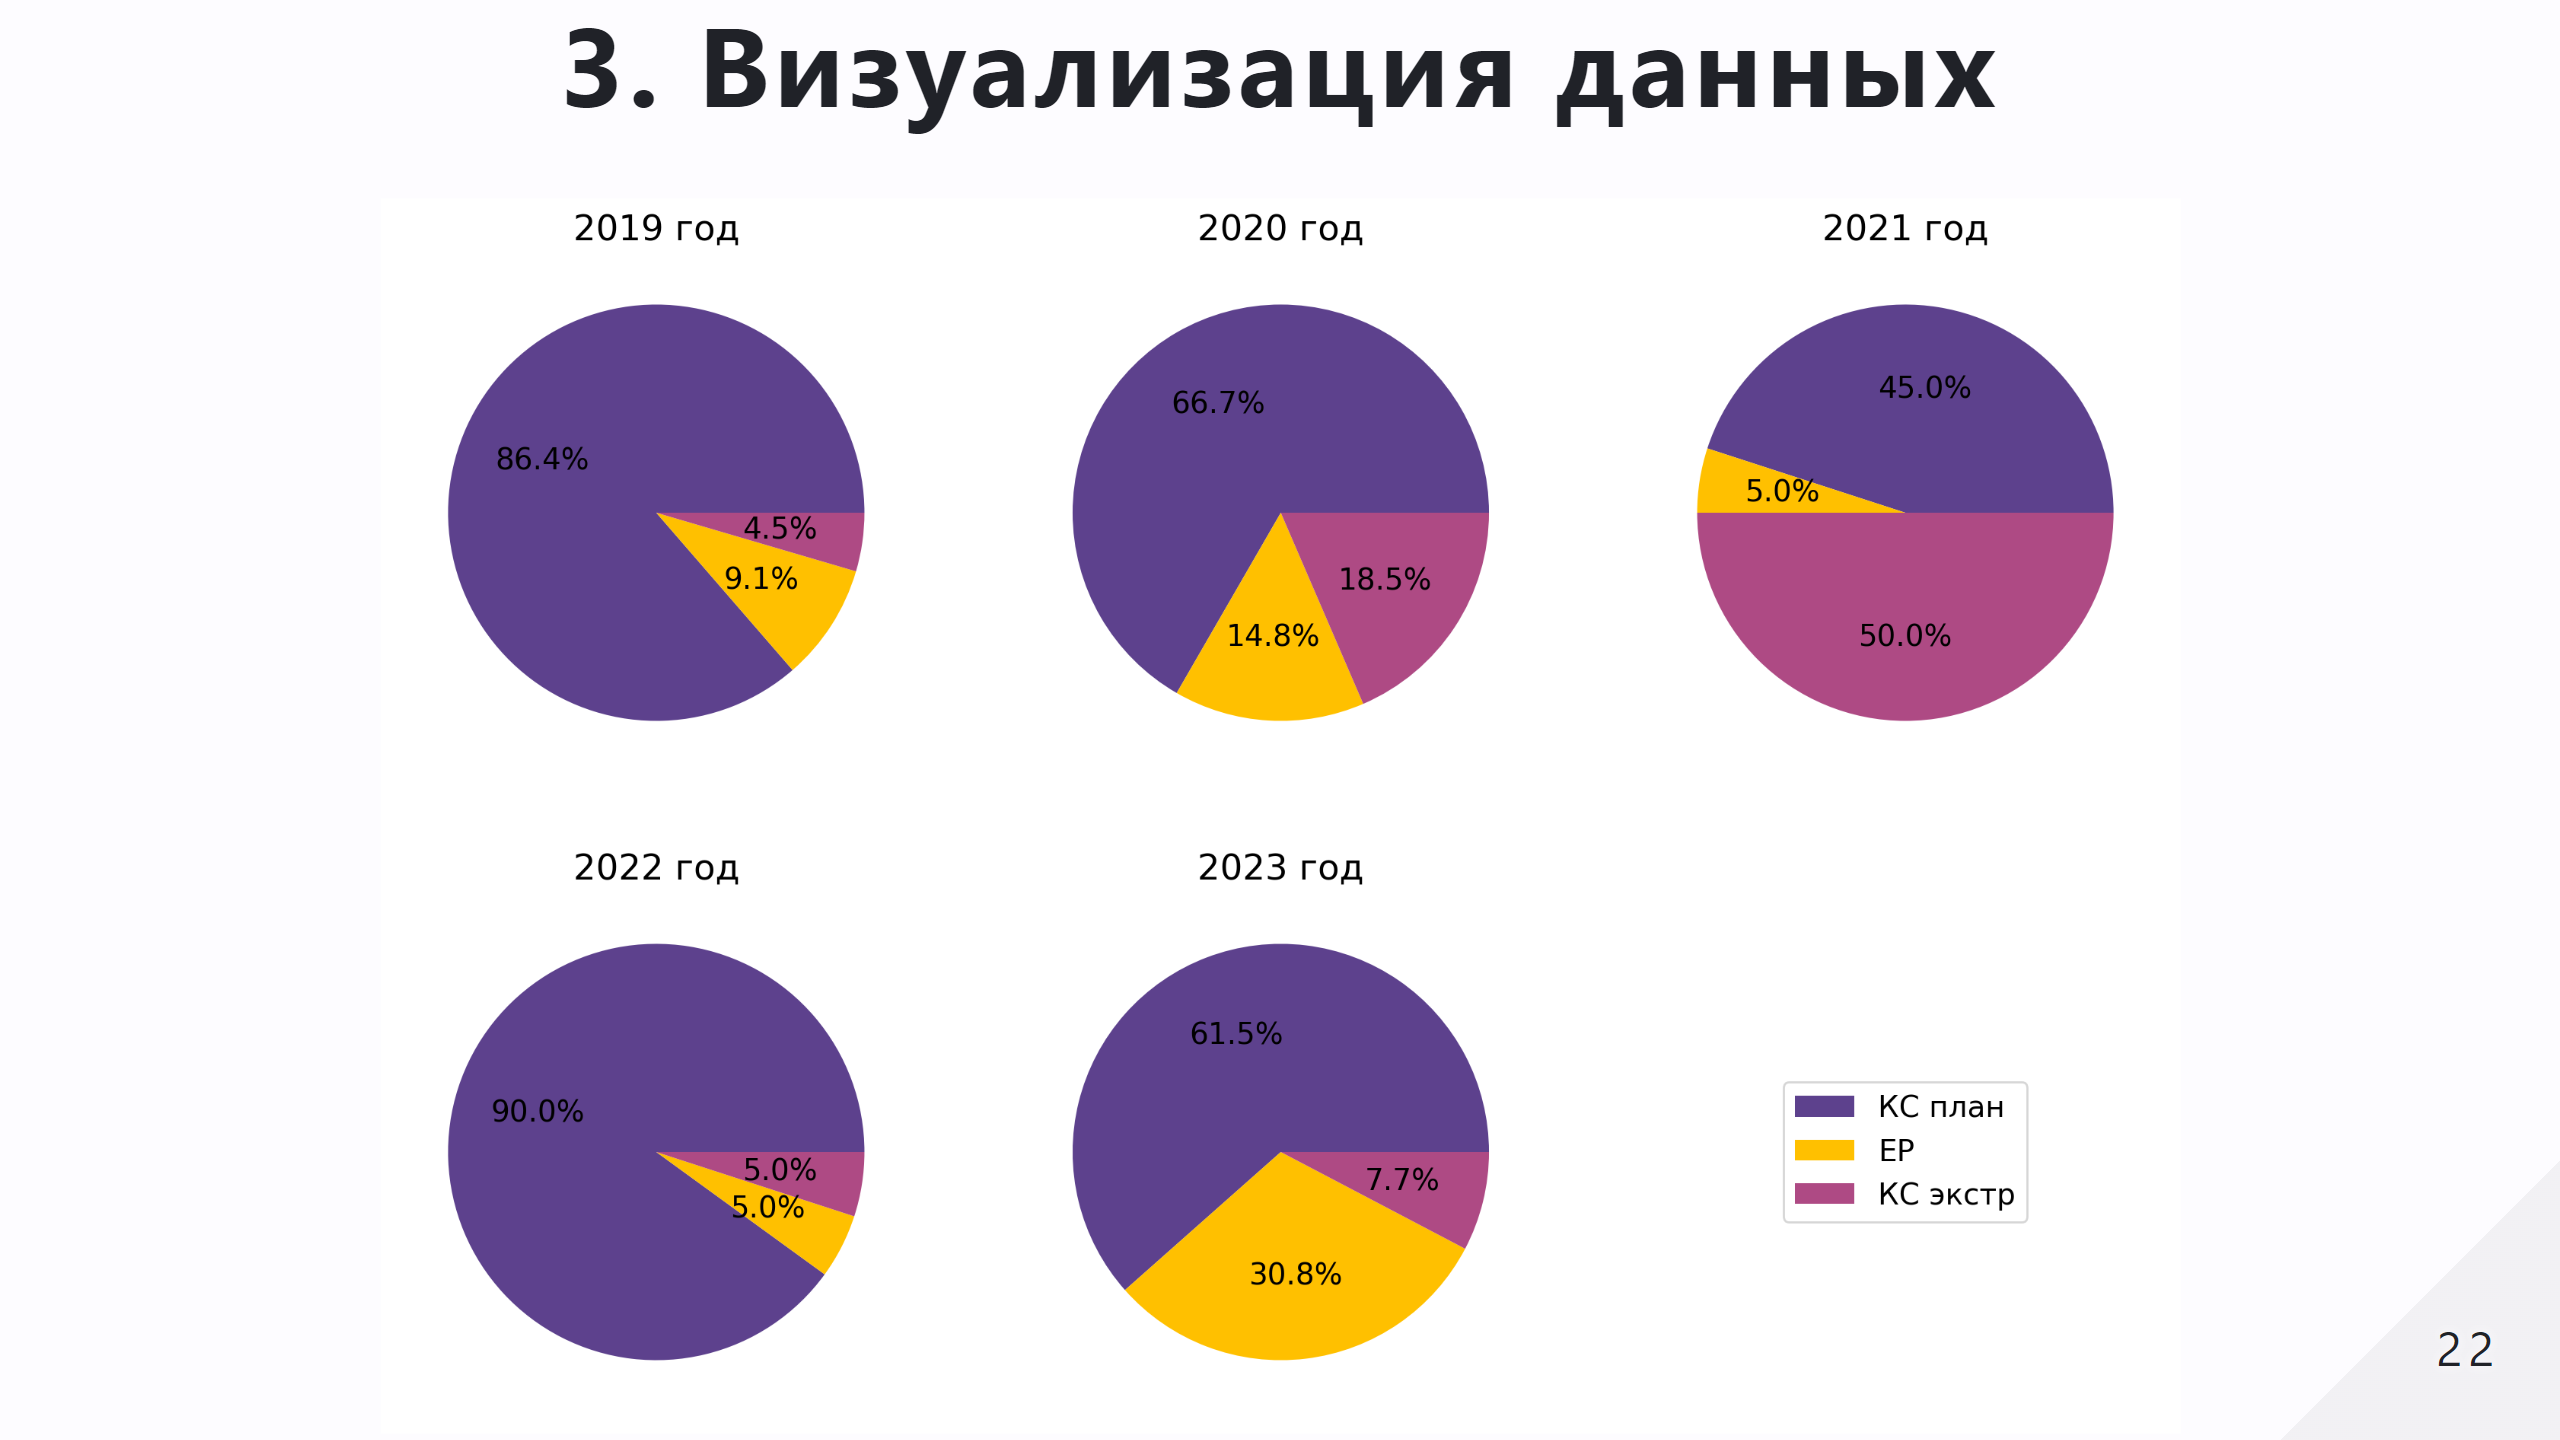 3. Визуализация данных
2019 год
86.4%
4.5%
9.1%
2020 год
66.7%
18.5%
14.8%
2021 год
45.0%
5.0%
50.0%
2022 год
90.0%
5.0%
5.0%
2023 год
61.5%
7.7%
30.8%
КС план
ЕР
КС экстр
22